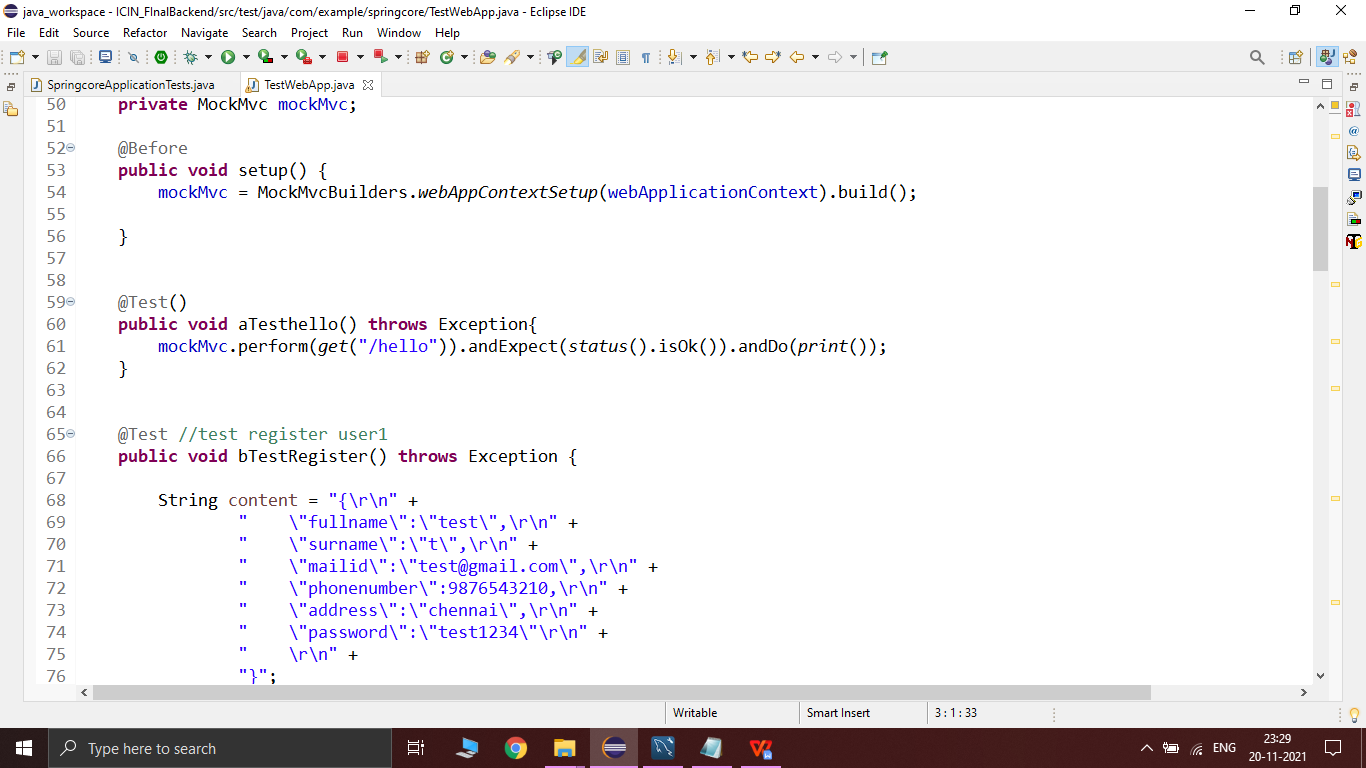 java_workspace - ICIN_FInalBackend/src/test/java/com/example/springcore/TestWebApp.java - Eclipse IDE
File Edit Source Refactor Navigate Search Project Run Window Help
SpringcoreApplicationTests.java TestWebApp.java
50 private MockMvc mockMvc;
51
52 @Before
53 public void setup() {
54 mockMvc = MockMvcBuilders.webAppContextSetup(webApplicationContext).build();
55
56 }
57
58
59 @Test()
60 public void aTesthello() throws Exception{
61 mockMvc.perform(get("/hello")).andExpect(status().isOk()).andDo(print());
62 }
63
64
65 @Test //test register user1
66 public void bTestRegister() throws Exception {
67
68 String content = "{\r\n" +
69 "    \"fullname\":\"test\",\r\n" +
70 "    \"surname\":\"t\",\r\n" +
71 "    \"mailid\":\"test@gmail.com\",\r\n" +
72 "    \"phonenumber\":9876543210,\r\n" +
73 "    \"address\":\"chennai\",\r\n" +
74 "    \"password\":\"test1234\"\r\n" +
75 "    \r\n" +
76 "}";
Writable Smart Insert 3 : 1 : 33
Type here to search
ENG
23:29
20-11-2021